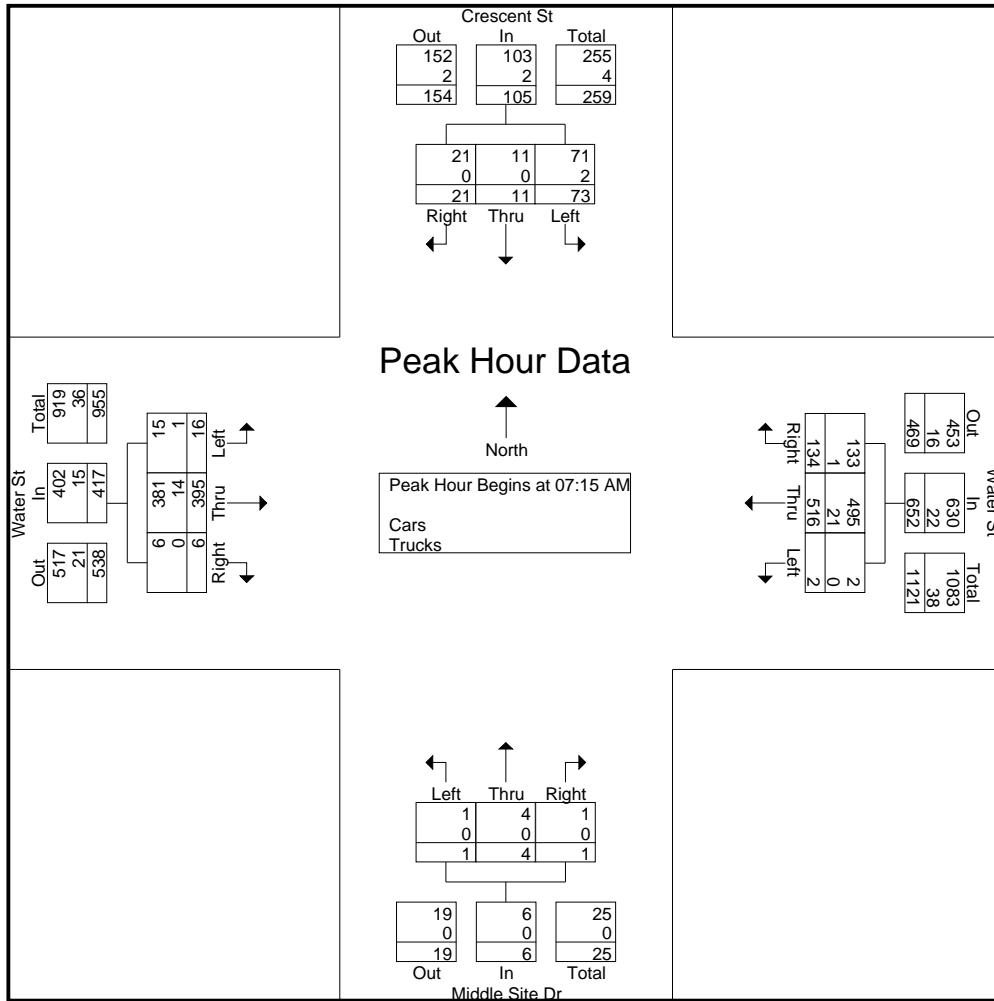 Crescent St
Out In Total
152 103 255
2 2 4
154 105 259
21 11 71
0 0 2
21 11 73
Right Thru Left
Peak Hour Data
North
Peak Hour Begins at 07:15 AM
Cars
Trucks
Water St
Out In Total
517 402 919
21 15 36
538 417 955
Left Thru Right
15 381 6
1 14 0
16 395 6
Water St
Out In Total
453 630 1083
16 22 38
469 652 1121
Right Thru Left
133 495 2
1 21 0
134 516 2
Left Thru Right
1 4 1
0 0 0
1 4 1
19 6 25
0 0 0
19 6 25
Out In Total
Middle Site Dr